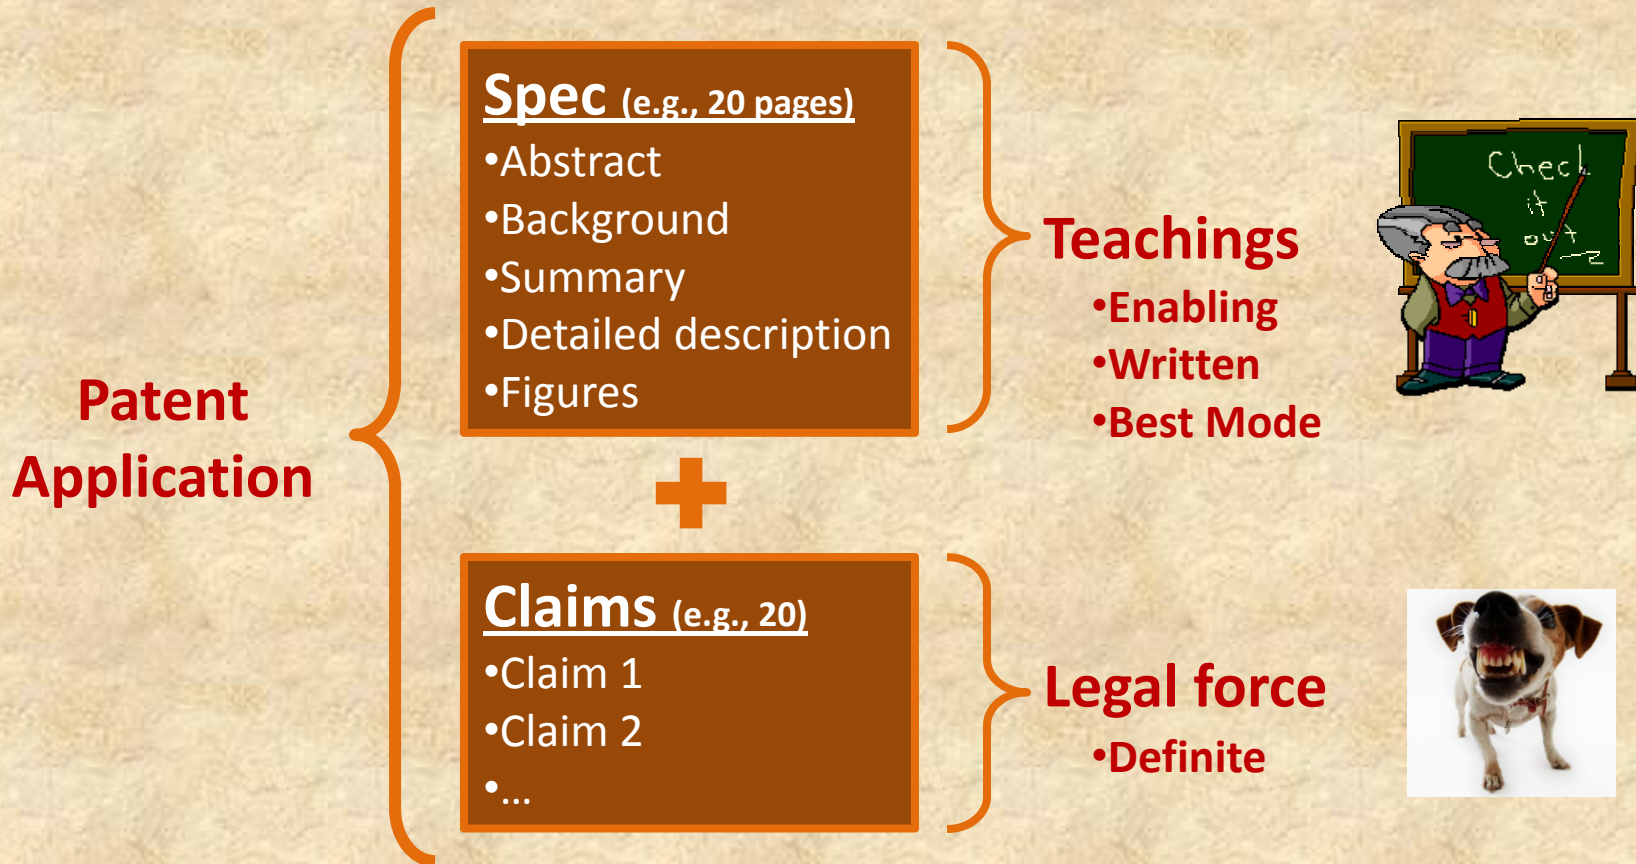 Patent
Application
Spec (e.g., 20 pages)
•Abstract
•Background
•Summary
•Detailed description
•Figures
Teachings
•Enabling
•Written
•Best Mode
Check
it
out
Claims (e.g., 20)
•Claim 1
•Claim 2
•...
Legal force
•Definite